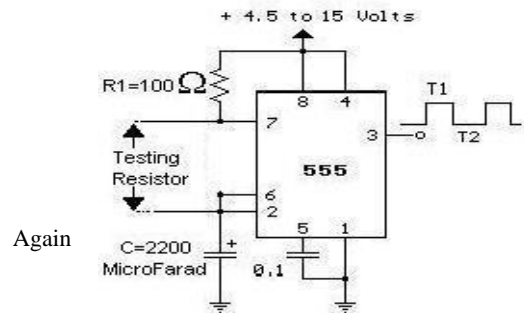 + 4.5 to 15 Volts
R1=100 Ω
T1
8 4
7
3
T2
Testing
Resistor
555
6
2
Again
5 1
C=2200 +
MicroFarad
0.1